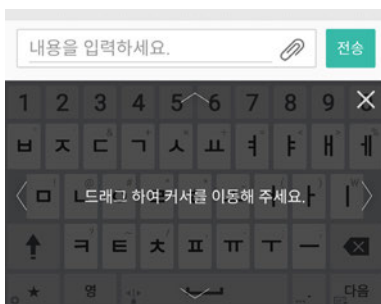 내용을 입력하세요.
전송
1 2 3 4 5 6 7 8 9
ㅂ ㅈ ㄷ ㄱ ㅅ ㅛ ㅕ ㅑ ㅐ ㅔ
드래그 하여 커서를 이동해 주세요.
ㅋ ㅌ ㅊ ㅍ ㅠ ㅜ ㅡ
영
다음